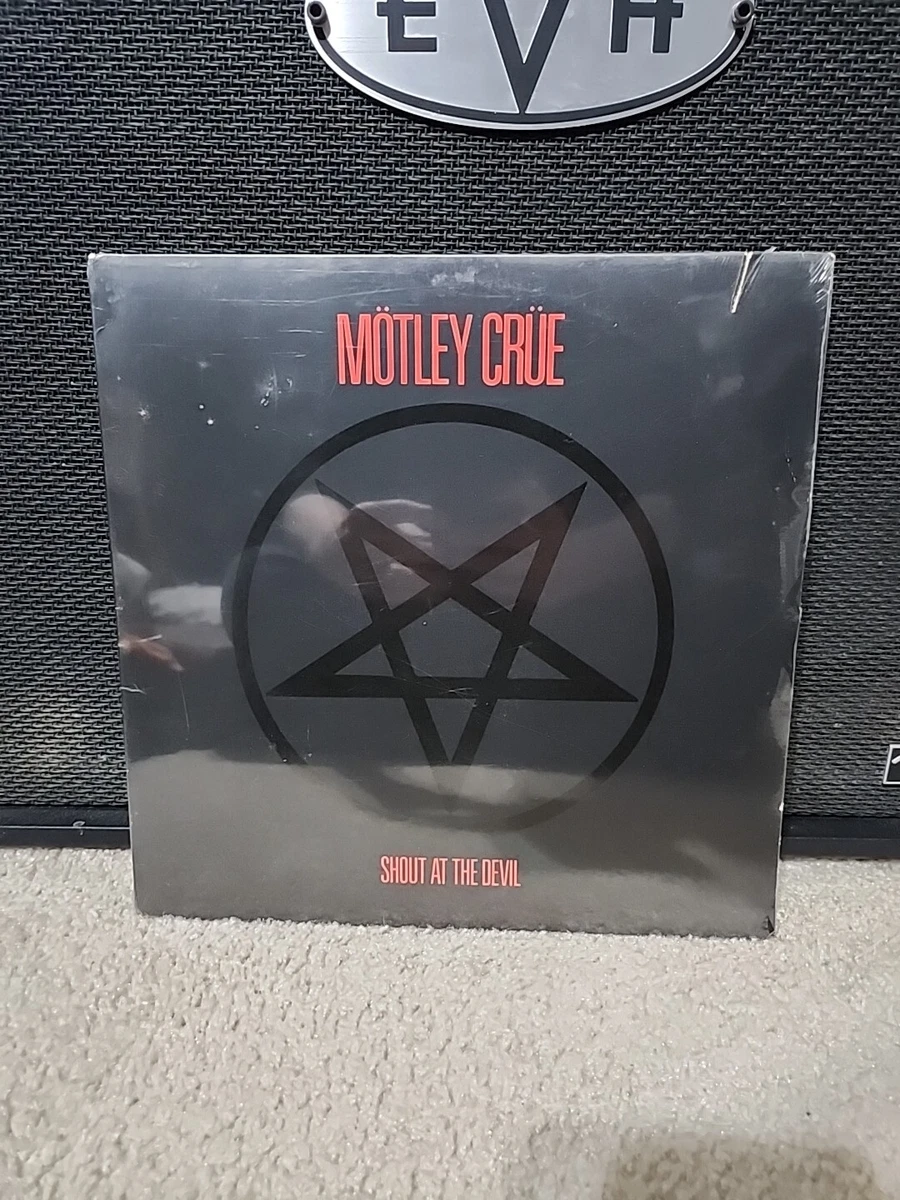 EVH
MÖTLEY CRÜE
SHOUT AT THE DEVIL